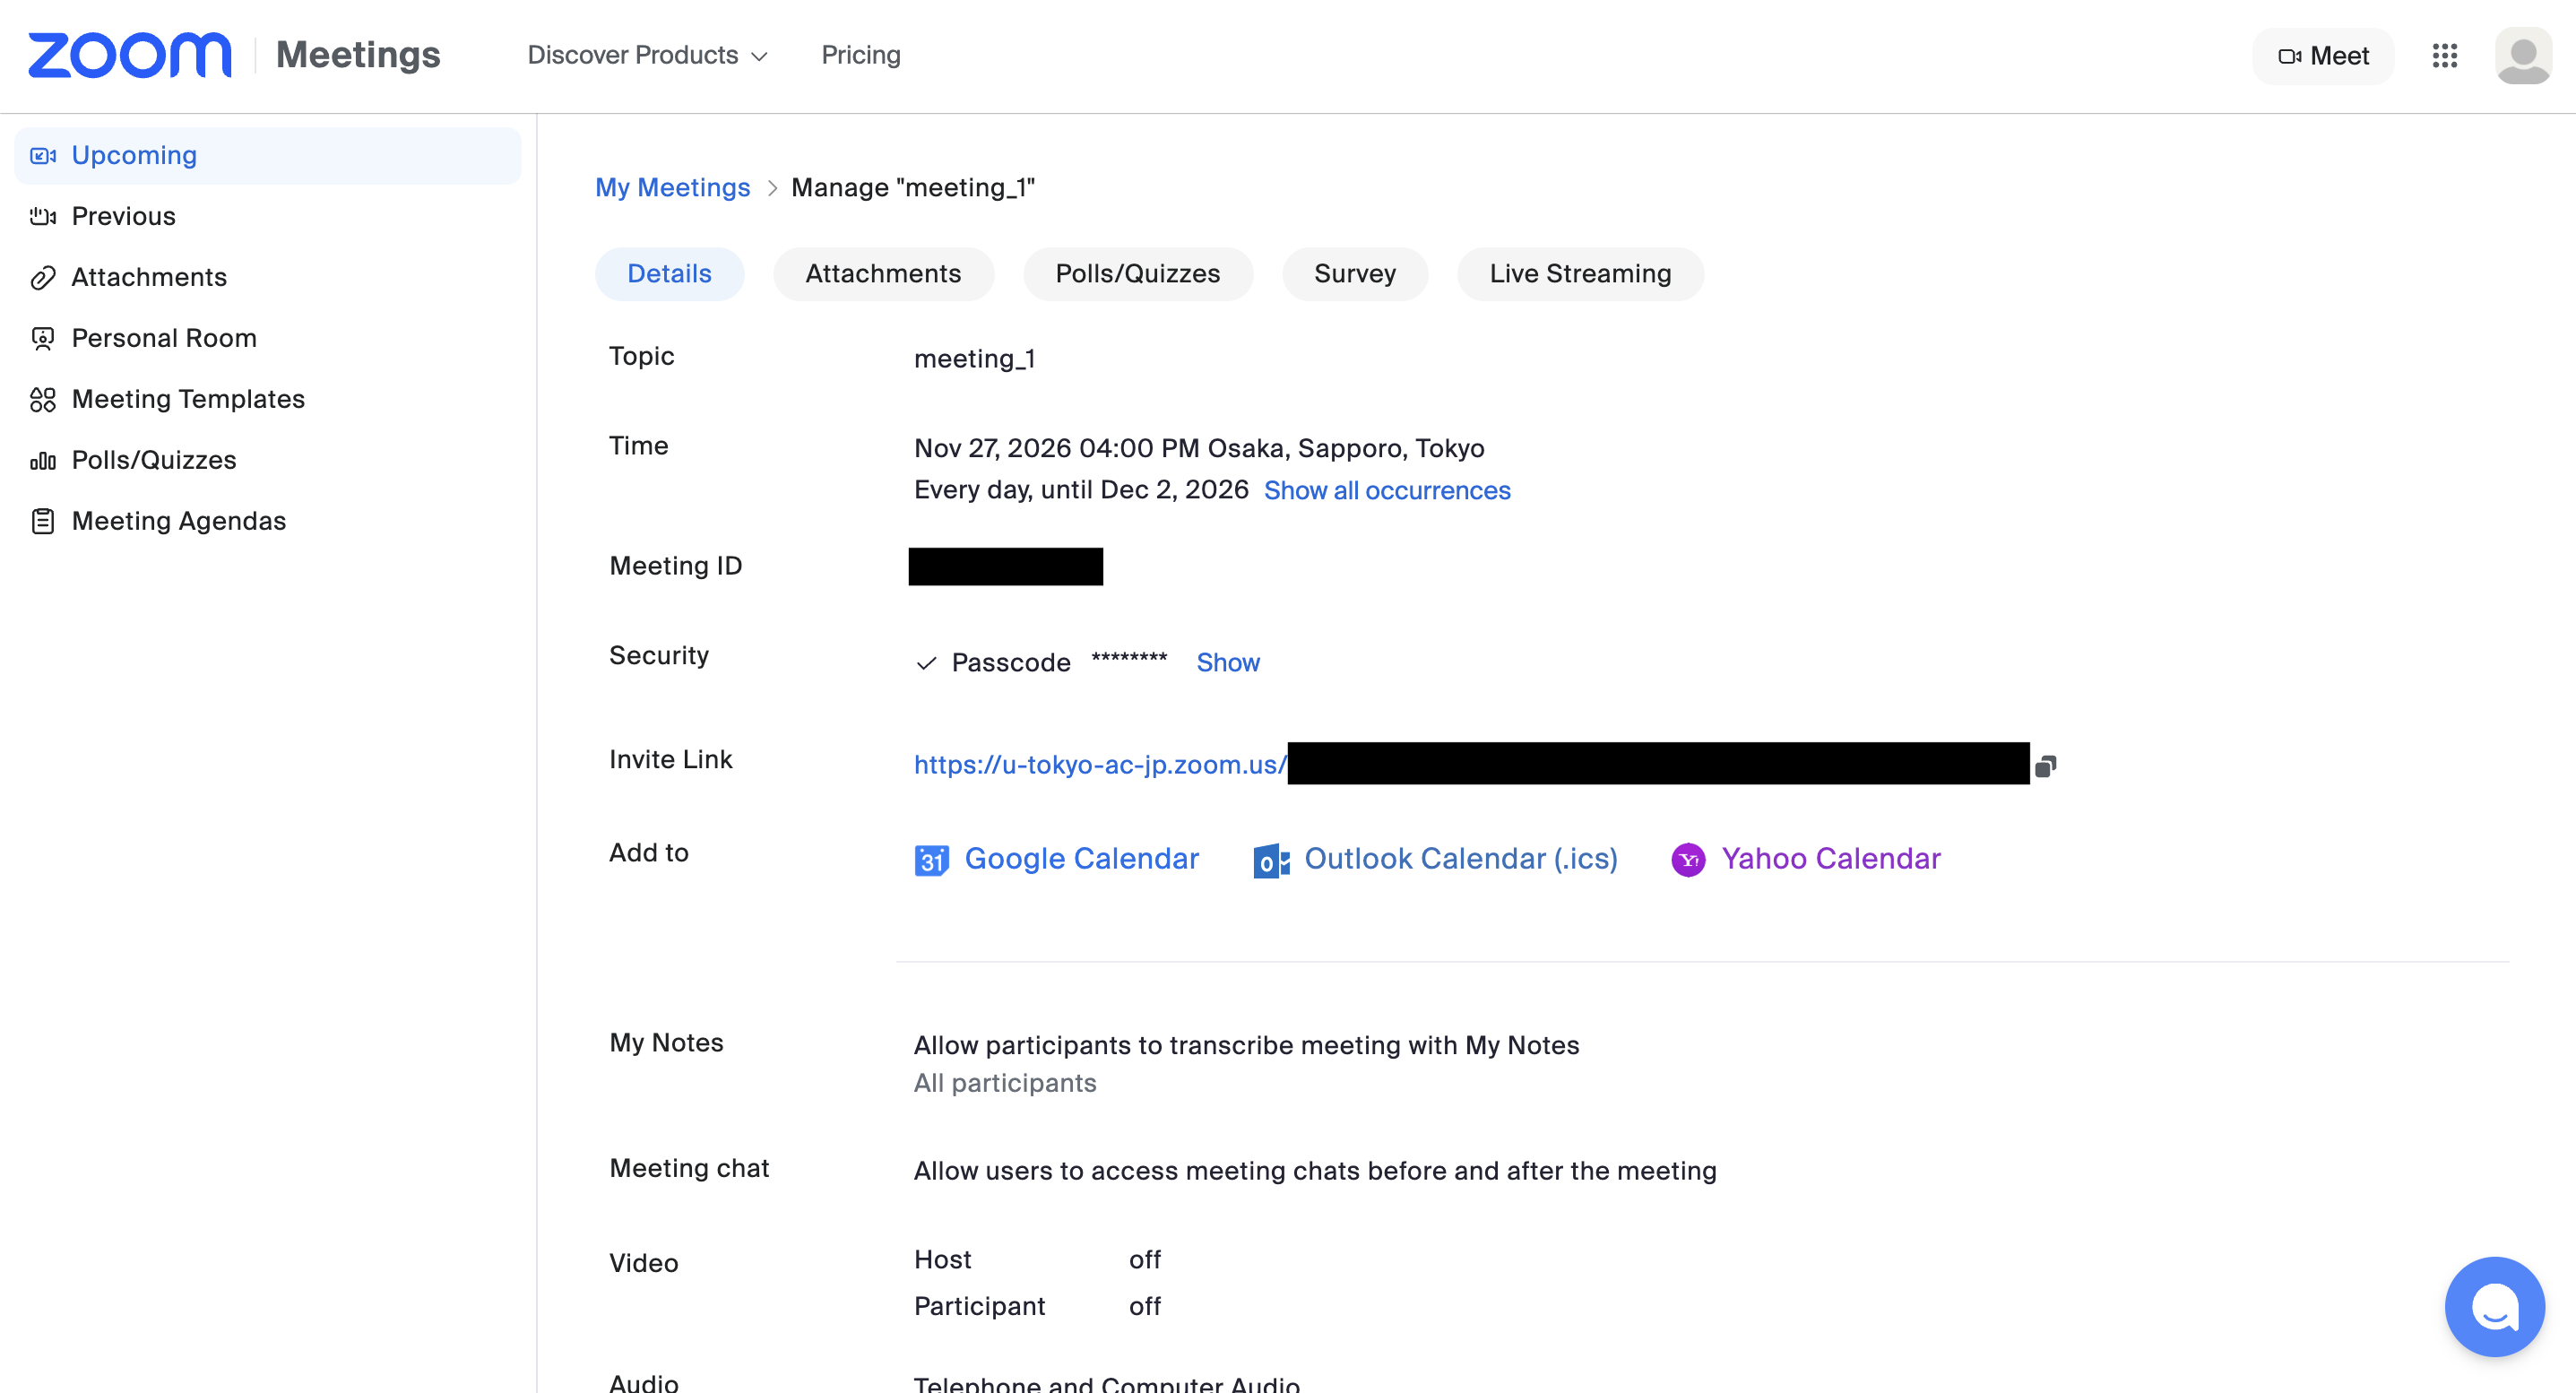 zoom Meetings Discover Products Pricing Meet
Upcoming
Previous
Attachments
Personal Room
Meeting Templates
Polls/Quizzes
Meeting Agendas
My Meetings > Manage "meeting_1"
Details Attachments Polls/Quizzes Survey Live Streaming
Topic meeting_1
Time Nov 27, 2026 04:00 PM Osaka, Sapporo, Tokyo
Every day, until Dec 2, 2026 Show all occurrences
Meeting ID
Security Passcode ******** Show
Invite Link https://u-tokyo-ac-jp.zoom.us/
Add to 31 Google Calendar Outlook Calendar (.ics) Y! Yahoo Calendar
My Notes Allow participants to transcribe meeting with My Notes
All participants
Meeting chat Allow users to access meeting chats before and after the meeting
Video Host off
Participant off
Audio Telephone and Computer Audio